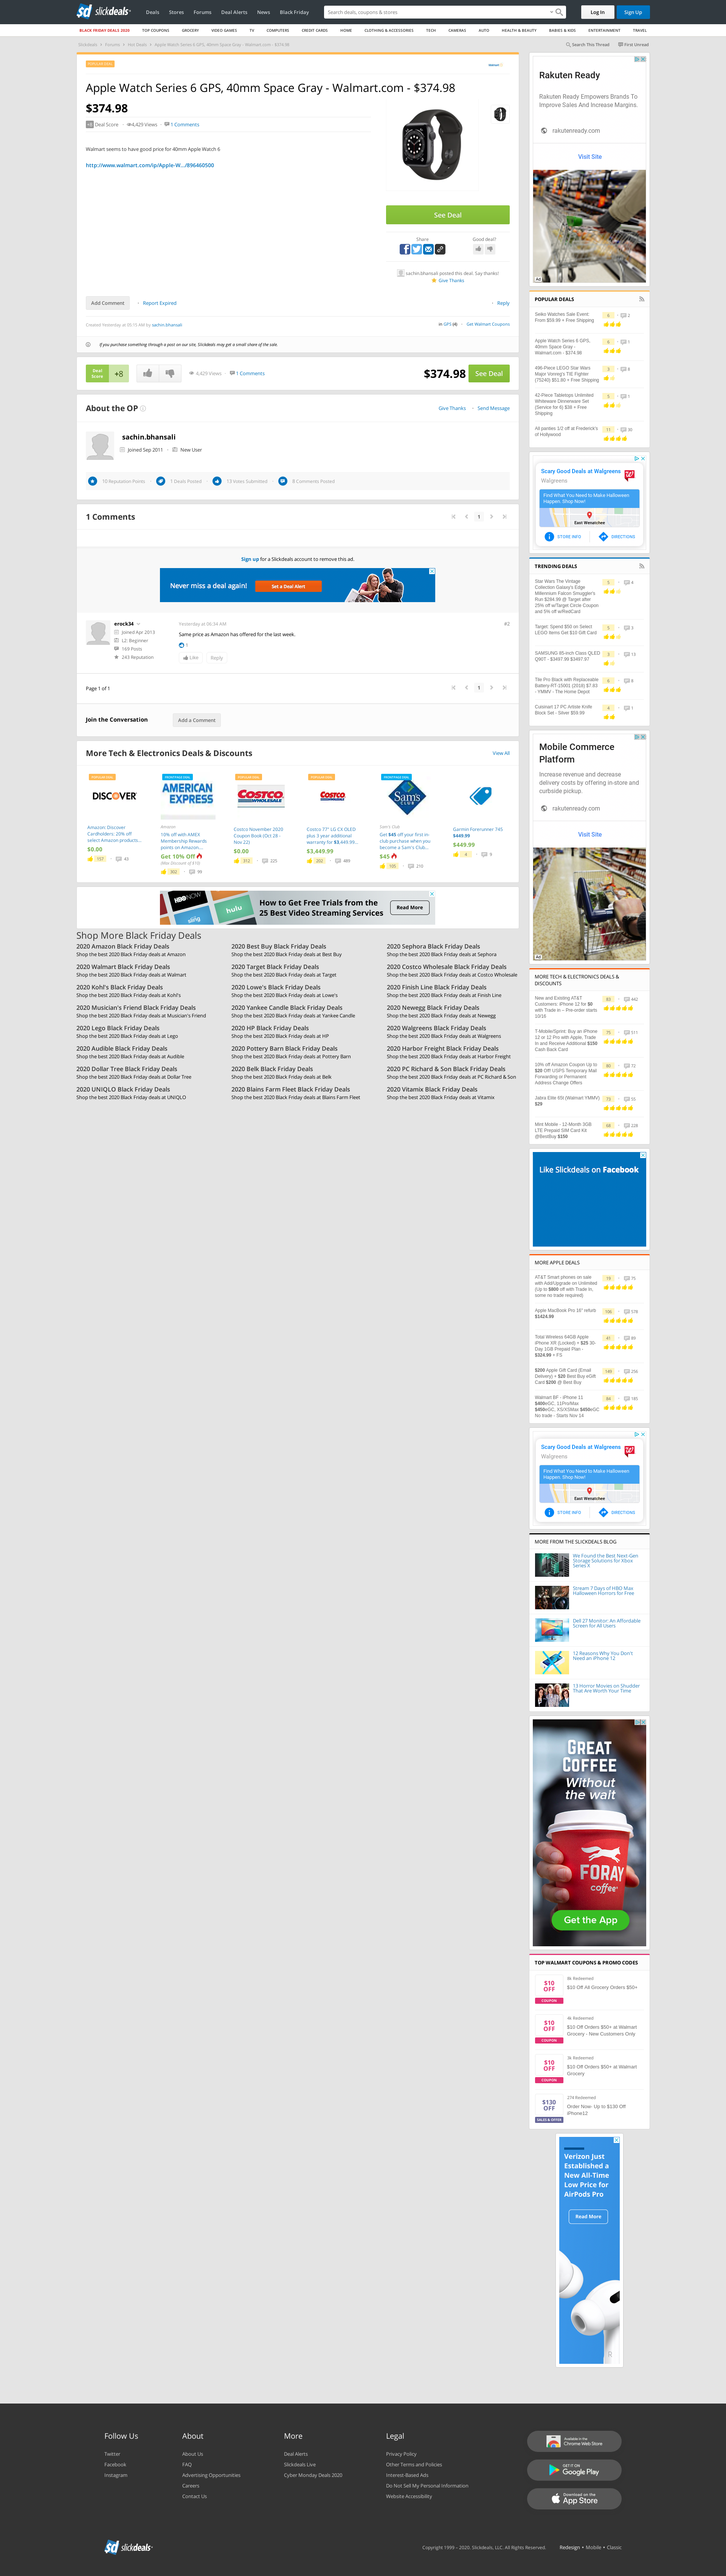 slickdeals
Deals
Stores
Forums
Deal Alerts
News
Black Friday
Search deals, coupons & stores
Log In
Sign Up
BLACK FRIDAY DEALS 2020
TOP COUPONS
GROCERY
VIDEO GAMES
TV
COMPUTERS
CREDIT CARDS
HOME
CLOTHING & ACCESSORIES
TECH
CAMERAS
AUTO
HEALTH & BEAUTY
BABIES & KIDS
ENTERTAINMENT
TRAVEL
Slickdeals > Forums > Hot Deals > Apple Watch Series 6 GPS, 40mm Space Gray - Walmart.com - $374.98
Search This Thread
First Unread
POPULAR DEAL
Apple Watch Series 6 GPS, 40mm Space Gray - Walmart.com - $374.98
$374.98
+8 Deal Score
4,429 Views
1 Comments
Walmart seems to have good price for 40mm Apple Watch 6
http://www.walmart.com/ip/Apple-W.../896460500
See Deal
Share
Good deal?
sachin.bhansali posted this deal. Say thanks!
Give Thanks
Add Comment
Report Expired
Reply
Created Yesterday at 05:15 AM by sachin.bhansali
in GPS (4)
Get Walmart Coupons
If you purchase something through a post on our site, Slickdeals may get a small share of the sale.
Deal Score
+8
4,429 Views
1 Comments
$374.98
See Deal
About the OP
Give Thanks
Send Message
sachin.bhansali
Joined Sep 2011
New User
10 Reputation Points
1 Deals Posted
13 Votes Submitted
8 Comments Posted
1 Comments
1
Sign up for a Slickdeals account to remove this ad.
Never miss a deal again!
Set a Deal Alert
erock34
Joined Apr 2013
L2: Beginner
169 Posts
243 Reputation
Yesterday at 06:56 AM
#2
Same price as Amazon has offered for the last week.
1
Like
Reply
Page 1 of 1
1
Join the Conversation
Add a Comment
More Tech & Electronics Deals & Discounts
View All
POPULAR DEAL
DISCOVER
Amazon: Discover Cardholders: 20% off select Amazon products...
$0.00
157
43
FRONTPAGE DEAL
AMERICAN EXPRESS
Amazon
10% off with AMEX Membership Rewards points on Amazon...
Get 10% Off
(Max Discount of $10)
302
96
POPULAR DEAL
COSTCO WHOLESALE
Costco November 2020 Coupon Book (Oct 28 - Nov 22)
$0.00
312
225
POPULAR DEAL
COSTCO WHOLESALE
Costco 77" LG CX OLED plus 3 year additional warranty for $3,449.99...
$3,449.99
202
489
FRONTPAGE DEAL
Sam's CLUB
Sam's Club
Get $45 off your first in-club purchase when you become a Sam's Club...
$45
105
210
Garmin Forerunner 745 $449.99
$449.99
4
9
HBO NOW
sling
hulu
How to Get Free Trials from the 25 Best Video Streaming Services
Read More
Shop More Black Friday Deals
2020 Amazon Black Friday Deals
Shop the best 2020 Black Friday deals at Amazon
2020 Best Buy Black Friday Deals
Shop the best 2020 Black Friday deals at Best Buy
2020 Sephora Black Friday Deals
Shop the best 2020 Black Friday deals at Sephora
2020 Walmart Black Friday Deals
Shop the best 2020 Black Friday deals at Walmart
2020 Target Black Friday Deals
Shop the best 2020 Black Friday deals at Target
2020 Costco Wholesale Black Friday Deals
Shop the best 2020 Black Friday deals at Costco Wholesale
2020 Kohl's Black Friday Deals
Shop the best 2020 Black Friday deals at Kohl's
2020 Lowe's Black Friday Deals
Shop the best 2020 Black Friday deals at Lowe's
2020 Finish Line Black Friday Deals
Shop the best 2020 Black Friday deals at Finish Line
2020 Musician's Friend Black Friday Deals
Shop the best 2020 Black Friday deals at Musician's Friend
2020 Yankee Candle Black Friday Deals
Shop the best 2020 Black Friday deals at Yankee Candle
2020 Newegg Black Friday Deals
Shop the best 2020 Black Friday deals at Newegg
2020 Lego Black Friday Deals
Shop the best 2020 Black Friday deals at Lego
2020 HP Black Friday Deals
Shop the best 2020 Black Friday deals at HP
2020 Walgreens Black Friday Deals
Shop the best 2020 Black Friday deals at Walgreens
2020 Audible Black Friday Deals
Shop the best 2020 Black Friday deals at Audible
2020 Pottery Barn Black Friday Deals
Shop the best 2020 Black Friday deals at Pottery Barn
2020 Harbor Freight Black Friday Deals
Shop the best 2020 Black Friday deals at Harbor Freight
2020 Dollar Tree Black Friday Deals
Shop the best 2020 Black Friday deals at Dollar Tree
2020 Belk Black Friday Deals
Shop the best 2020 Black Friday deals at Belk
2020 PC Richard & Son Black Friday Deals
Shop the best 2020 Black Friday deals at PC Richard & Son
2020 UNIQLO Black Friday Deals
Shop the best 2020 Black Friday deals at UNIQLO
2020 Blains Farm Fleet Black Friday Deals
Shop the best 2020 Black Friday deals at Blains Farm Fleet
2020 Vitamix Black Friday Deals
Shop the best 2020 Black Friday deals at Vitamix
Rakuten Ready
Rakuten Ready Empowers Brands To Improve Sales And Increase Margins.
rakutenready.com
Visit Site
Ad
POPULAR DEALS
Seiko Watches Sale Event From $59.99 + Free Shipping
Apple Watch Series 6 GPS, 40mm Space Gray - Walmart.com - $374.98
496-Piece LEGO Star Wars Major Vonreg's TIE Fighter (75240) $51.80 + Free Shipping
42-Piece Tabletops Unlimited Whiteware Dinnerware Set (Service for 6) $38 + Free Shipping
All panties 1/2 off at Frederick's of Hollywood
Scary Good Deals at Walgreens
Walgreens
Find What You Need to Make Halloween Happen. Shop Now!
East Wenatchee
STORE INFO
DIRECTIONS
TRENDING DEALS
Star Wars The Vintage Collection Galaxy's Edge Millennium Falcon Smuggler's Run $284.99 @ Target after 25% off w/Target Circle Coupon and 5% off w/RedCard
Target: Spend $50 on Select LEGO items Get $10 Gift Card
SAMSUNG 85-inch Class QLED Q90T - $3497.99 $3497.97
Tile Pro Black with Replaceable Battery-RT-15001 (2018) $7.83 - YMMV - The Home Depot
Cuisinart 17 PC Artiste Knife Block Set - Silver $59.99
Mobile Commerce Platform
Increase revenue and decrease delivery costs by offering in-store and curbside pickup.
rakutenready.com
Visit Site
Ad
MORE TECH & ELECTRONICS DEALS & DISCOUNTS
New and Existing AT&T Customers: iPhone 12 for $0 with Trade In – Pre-order starts 10/16
T-Mobile/Sprint: Buy an iPhone 12 or 12 Pro with Apple, Trade In and Receive Additional $150 Cash Back Card
10% off Amazon Coupon Up to $20 Off! USPS Temporary Mail Forwarding or Permanent Address Change Offers
Jabra Elite 65t (Walmart YMMV) $29
Mint Mobile - 12-Month 3GB LTE Prepaid SIM Card Kit @BestBuy $150
Like Slickdeals on Facebook
MORE APPLE DEALS
AT&T Smart phones on sale with Add/Upgrade on Unlimited (Up to $800 off with Trade In, some no trade required)
Apple MacBook Pro 16" refurb $1424.99
Total Wireless 64GB Apple iPhone XR (Locked) + $25 30-Day 1GB Prepaid Plan - $324.99 + FS
$200 Apple Gift Card (Email Delivery) + $20 Best Buy eGift Card $200 @ Best Buy
Walmart BF - iPhone 11 $400eGC, 11Pro/Max $450eGC, XS/XSMax $450eGC No trade - Starts Nov 14
Scary Good Deals at Walgreens
Walgreens
Find What You Need to Make Halloween Happen. Shop Now!
East Wenatchee
STORE INFO
DIRECTIONS
MORE FROM THE SLICKDEALS BLOG
We Found the Best Next-Gen Storage Solutions for Xbox Series X
Stream 7 Days of HBO Max Halloween Horrors for Free
Dell 27 Monitor: An Affordable Screen for All Users
12 Reasons Why You Don't Need an iPhone 12
13 Horror Movies on Shudder That Are Worth Your Time
GREAT COFFEE
Without the wait
FORAY coffee
Get the App
TOP WALMART COUPONS & PROMO CODES
$10 OFF
COUPON
8k Redeemed
$10 Off All Grocery Orders $50+
$10 OFF
COUPON
4k Redeemed
$10 Off Orders $50+ at Walmart Grocery - New Customers Only
$10 OFF
COUPON
3k Redeemed
$10 Off Orders $50+ at Walmart Grocery
$130 OFF
SALES & OFFER
278 Redeemed
Order Now- Up to $130 Off iPhone12
Verizon Just Established a New All-Time Low Price for AirPods Pro
Read More
Follow Us
Twitter
Facebook
Instagram
About
About Us
FAQ
Advertising Opportunities
Careers
Contact Us
More
Deal Alerts
Slickdeals Live
Cyber Monday Deals 2020
Legal
Privacy Policy
Other Terms and Policies
Interest-Based Ads
Do Not Sell My Personal Information
Website Accessibility
Available in the Chrome Web Store
GET IT ON Google Play
Download on the App Store
slickdeals
Copyright 1999 - 2020. Slickdeals, LLC. All Rights Reserved.
Redesign • Mobile • Classic